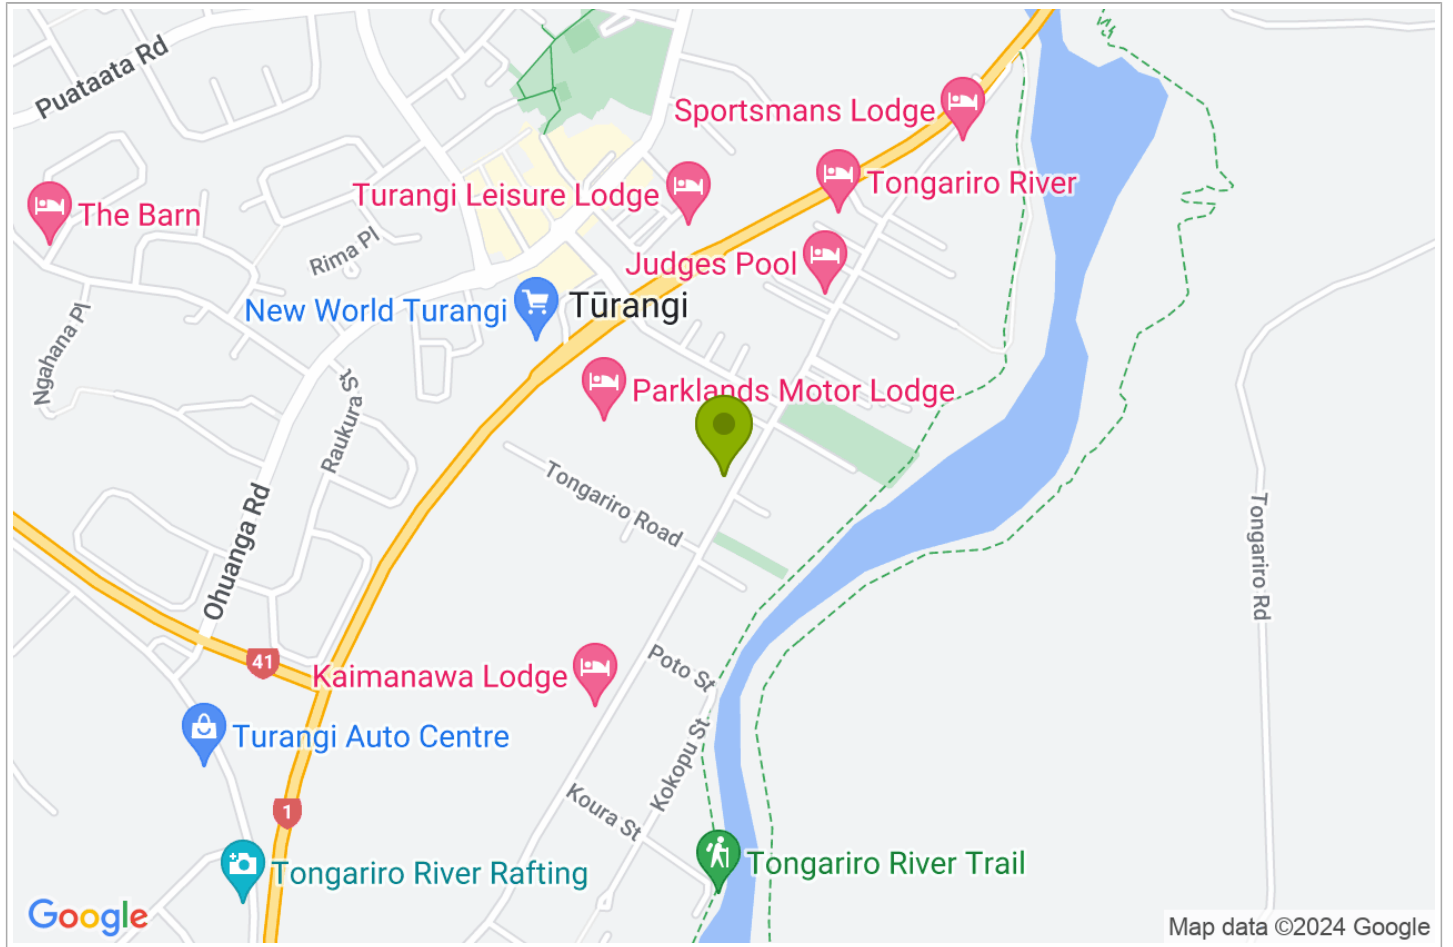 Puataata Rd
Sportsmans Lodge
Tongariro River
Turangi Leisure Lodge
The Barn
Rima Pl
Judges Pool
New World Turangi
Tūrangi
Ngahana Pl
Raukura St
Parklands Motor Lodge
Tongariro Road
Ohuanga Rd
Tongariro Rd
41
Kaimanawa Lodge
Poto St
Turangi Auto Centre
Kokopu St
1
Koura St
Tongariro River Trail
Tongariro River Rafting
Google
Map data ©2024 Google